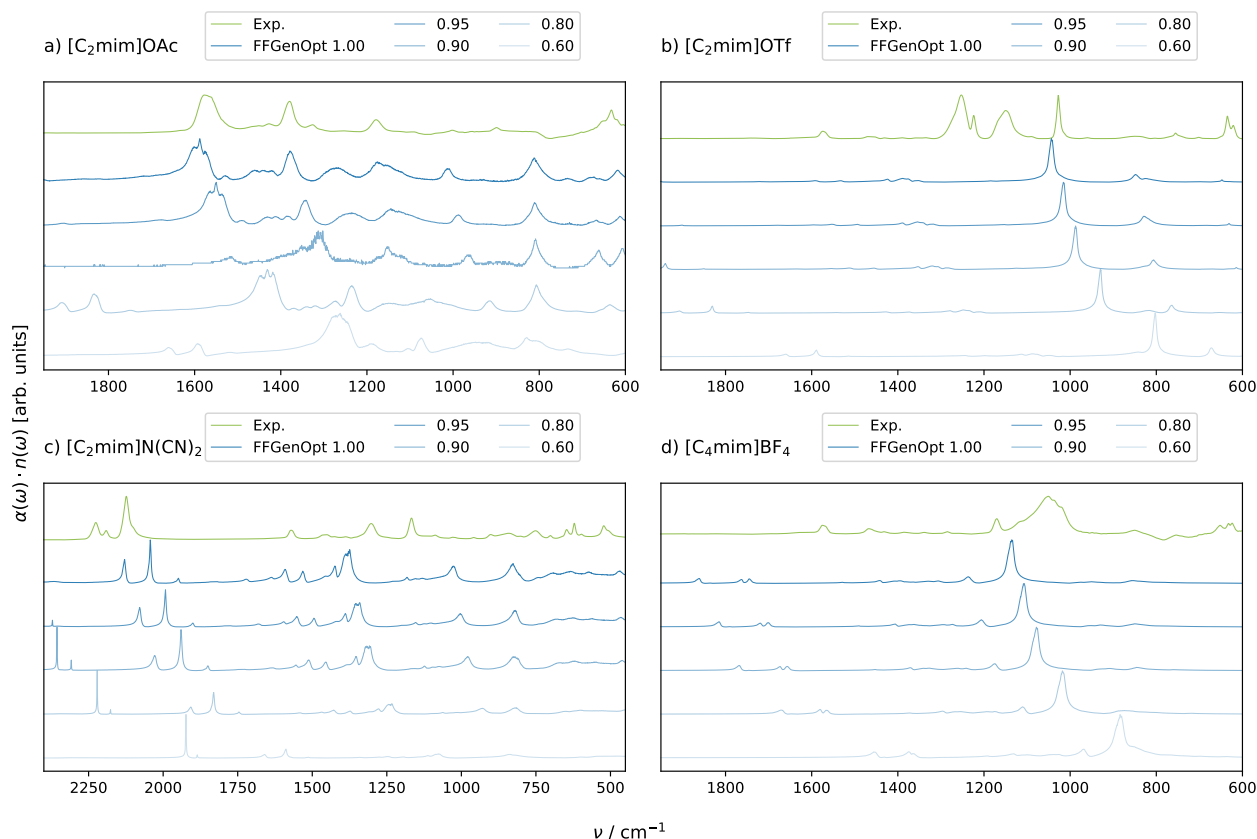 a) [C₂mim]OAc
Exp.
FFGenOpt 1.00
0.95
0.90
0.80
0.60
b) [C₂mim]OTf
Exp.
FFGenOpt 1.00
0.95
0.90
0.80
0.60
1800 1600 1400 1200 1000 800 600
1800 1600 1400 1200 1000 800 600
α(ω) · n(ω) [arb. units]
c) [C₂mim]N(CN)₂
Exp.
FFGenOpt 1.00
0.95
0.90
0.80
0.60
d) [C₄mim]BF₄
Exp.
FFGenOpt 1.00
0.95
0.90
0.80
0.60
2250 2000 1750 1500 1250 1000 750 500
1800 1600 1400 1200 1000 800 600
ν / cm⁻¹